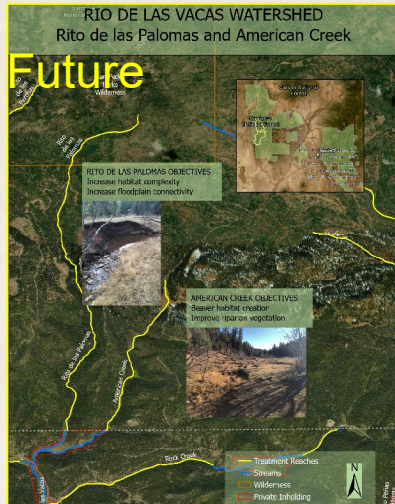 RIO DE LAS VACAS WATERSHED
Rito de las Palomas and American Creek
Future
Wilderness
Rito
de las
Palomas
RITO DE LAS PALOMAS OBJECTIVES
Increase habitat complexity
Increase floodplain connectivity
AMERICAN CREEK OBJECTIVES
Beaver habitat creation
Improve riparian vegetation
Rito de las Palomas
American Creek
Rock Creek
Vacas
Treatment Reaches
Streams
Wilderness
Private Inholding
N